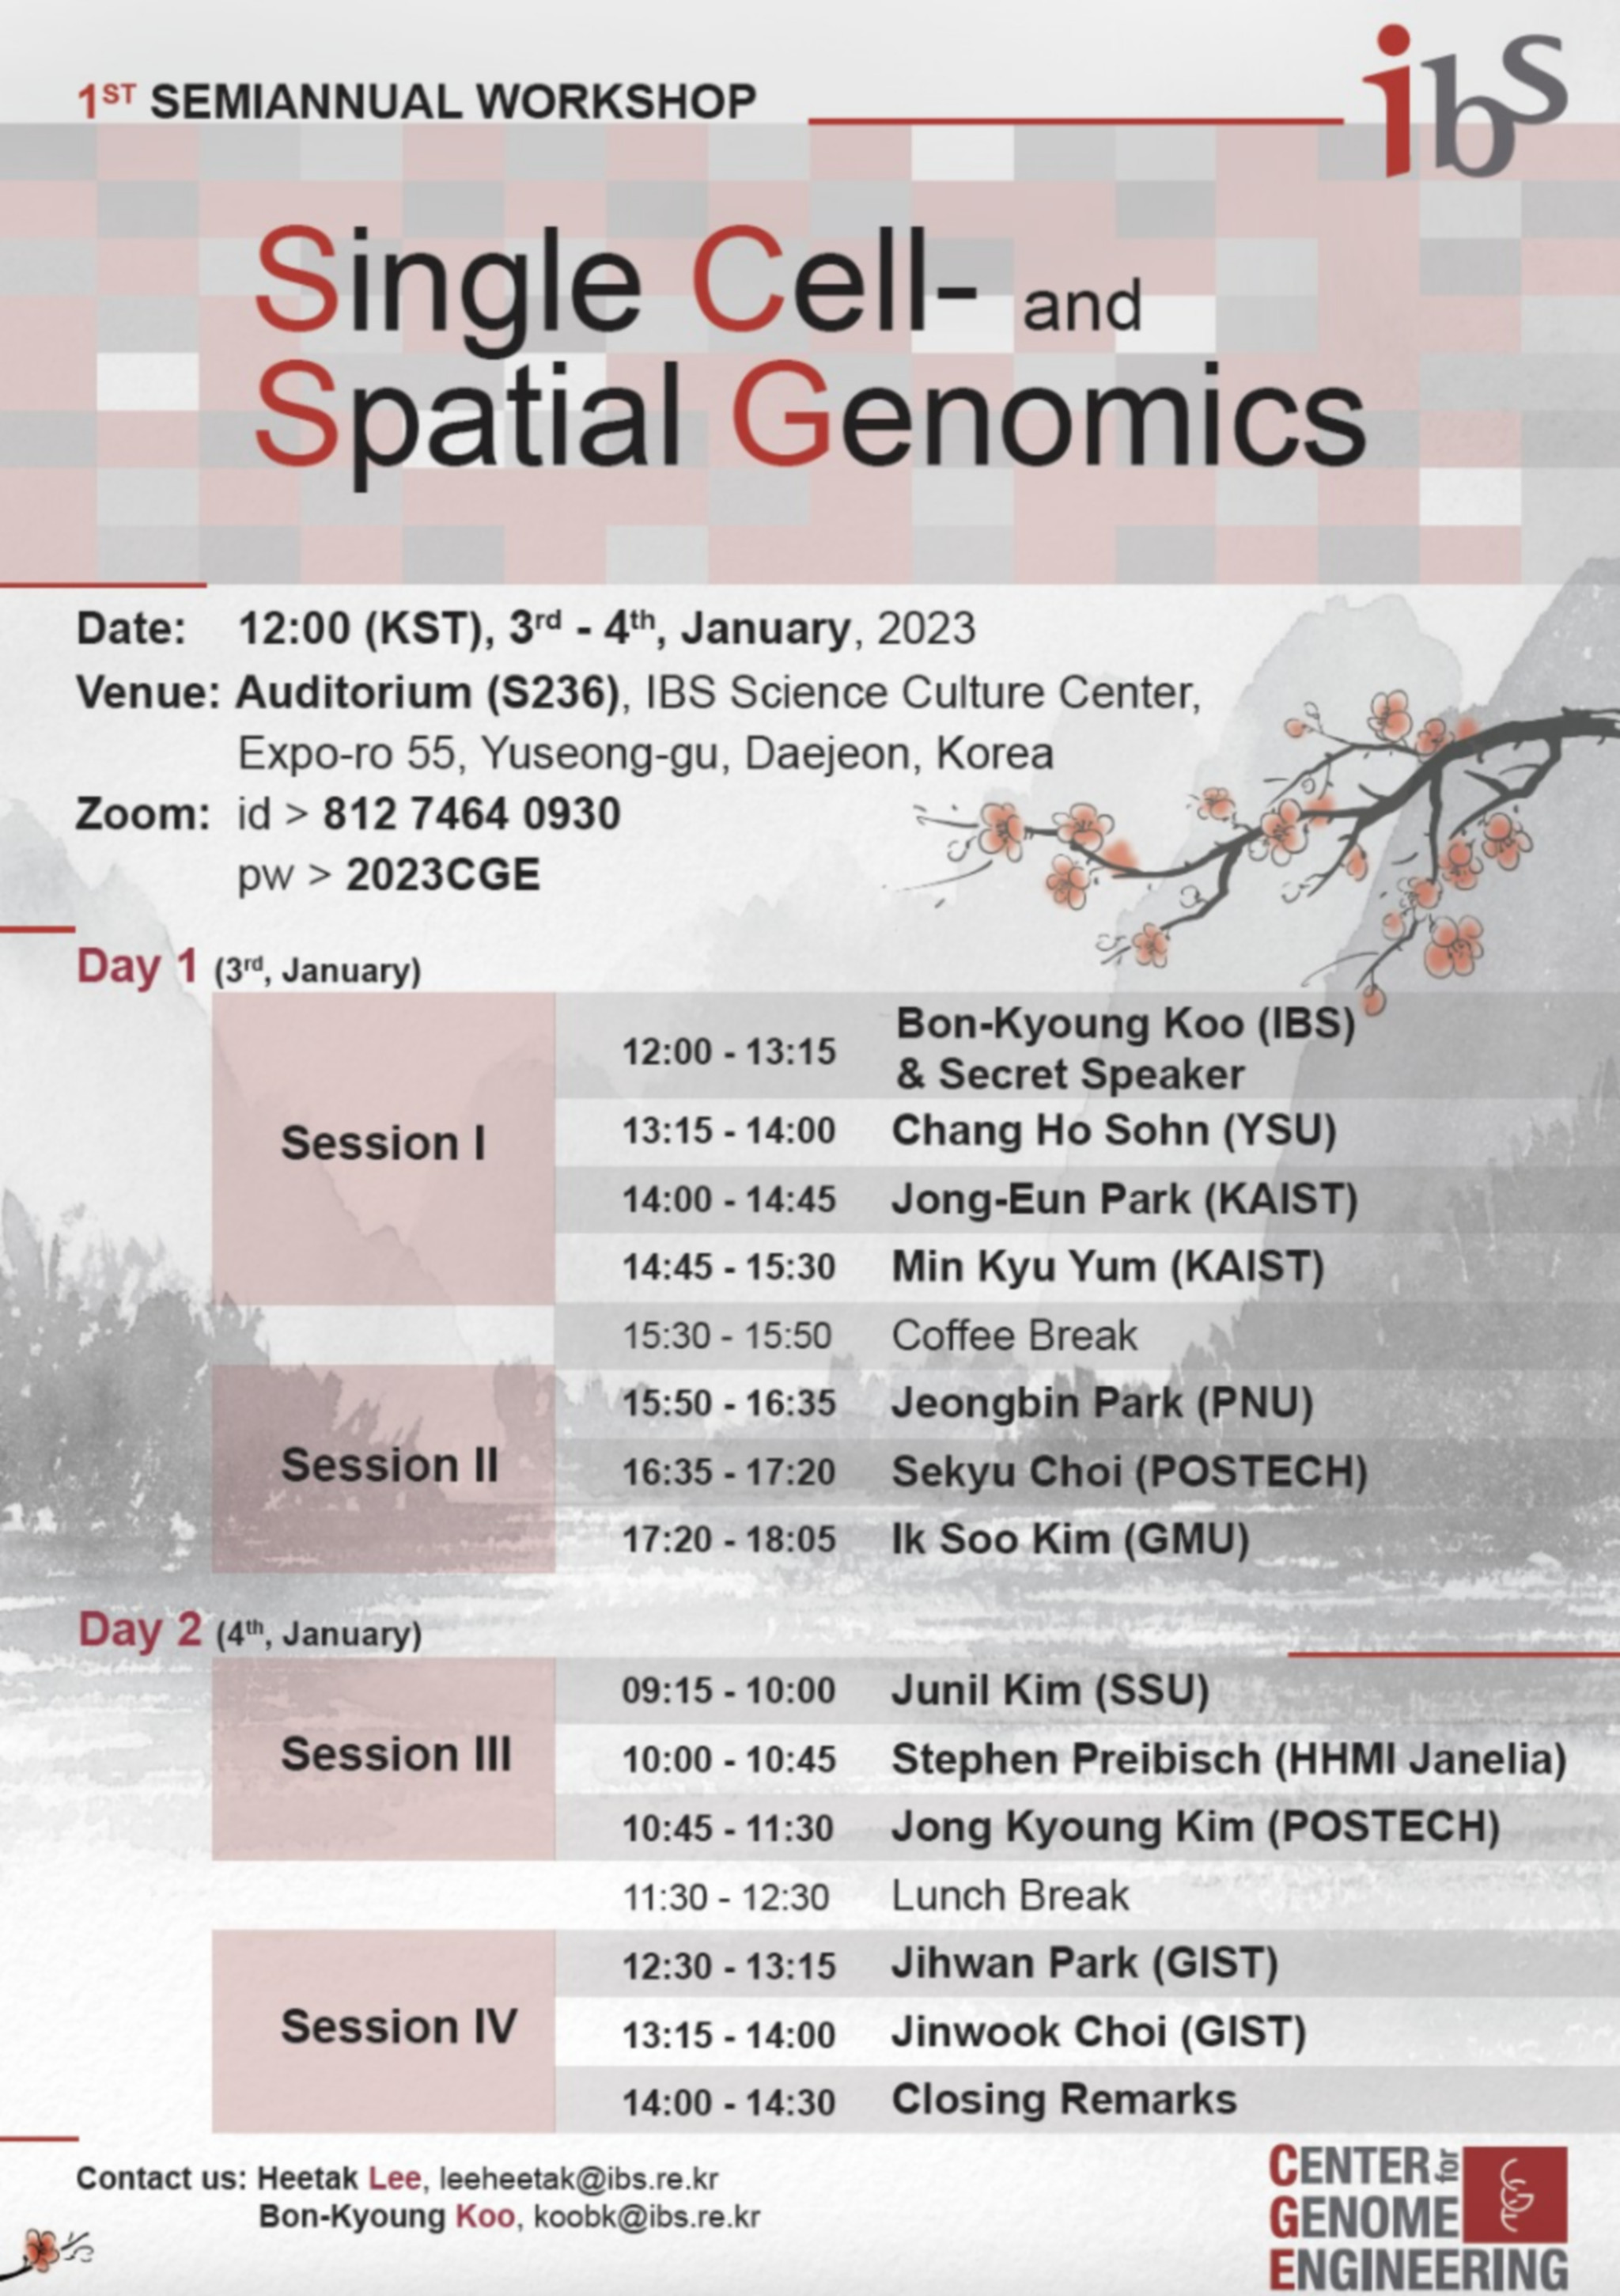 1ST SEMIANNUAL WORKSHOP
ibs
Single Cell- and
Spatial Genomics
Date: 12:00 (KST), 3rd - 4th, January, 2023
Venue: Auditorium (S236), IBS Science Culture Center,
Expo-ro 55, Yuseong-gu, Daejeon, Korea
Zoom: id > 812 7464 0930
pw > 2023CGE
Day 1 (3rd, January)
Session I
12:00 - 13:15 Bon-Kyoung Koo (IBS)
& Secret Speaker
13:15 - 14:00 Chang Ho Sohn (YSU)
14:00 - 14:45 Jong-Eun Park (KAIST)
14:45 - 15:30 Min Kyu Yum (KAIST)
15:30 - 15:50 Coffee Break
Session II
15:50 - 16:35 Jeongbin Park (PNU)
16:35 - 17:20 Sekyu Choi (POSTECH)
17:20 - 18:05 Ik Soo Kim (GMU)
Day 2 (4th, January)
Session III
09:15 - 10:00 Junil Kim (SSU)
10:00 - 10:45 Stephen Preibisch (HHMI Janelia)
10:45 - 11:30 Jong Kyoung Kim (POSTECH)
11:30 - 12:30 Lunch Break
Session IV
12:30 - 13:15 Jihwan Park (GIST)
13:15 - 14:00 Jinwook Choi (GIST)
14:00 - 14:30 Closing Remarks
Contact us: Heetak Lee, leeheetak@ibs.re.kr
Bon-Kyoung Koo, koobk@ibs.re.kr
CENTER for
GENOME
ENGINEERING
CGE